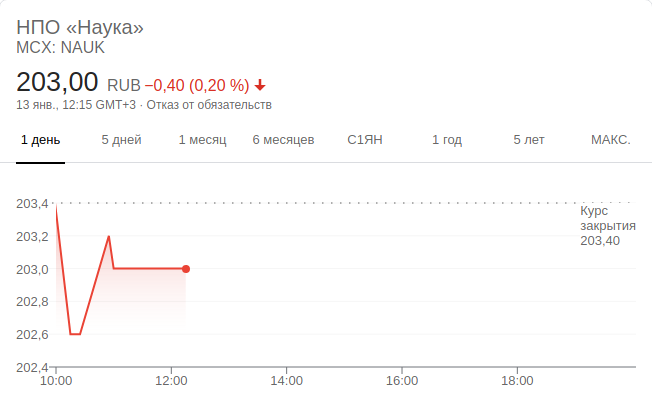 НПО «Наука»
MCX: NAUK
203,00 RUB −0,40 (0,20 %)
13 янв., 12:15 GMT+3 · Отказ от обязательств
1 день 5 дней 1 месяц 6 месяцев С1ЯН 1 год 5 лет МАКС.
203,4
Курс
закрытия
203,40
203,2
203,0
202,8
202,6
202,4
10:00 12:00 14:00 16:00 18:00